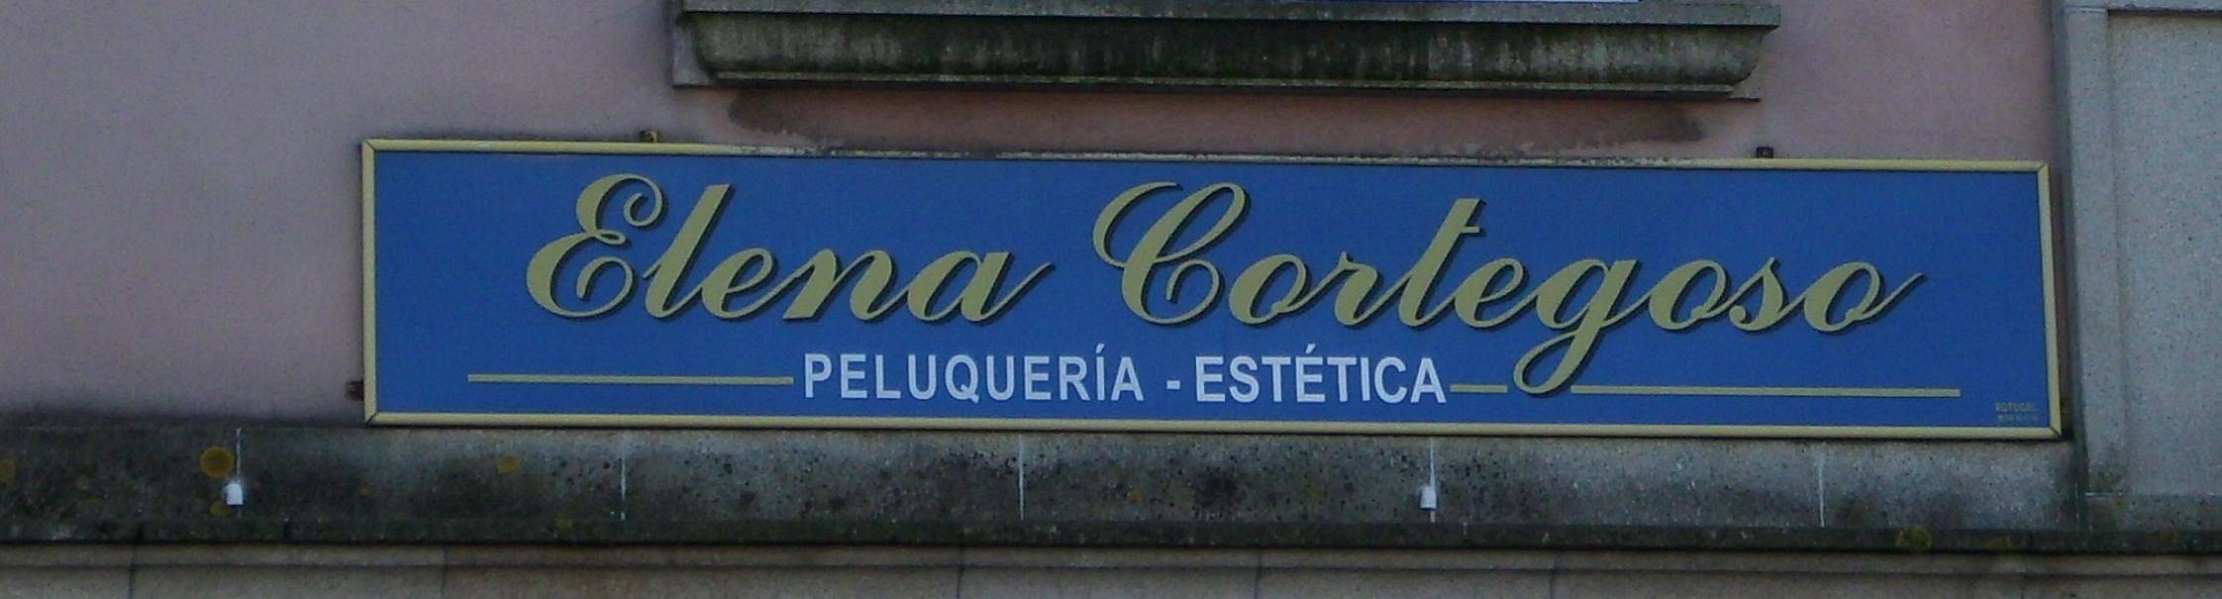 Elena Cortegoso
PELUQUERÍA - ESTÉTICA